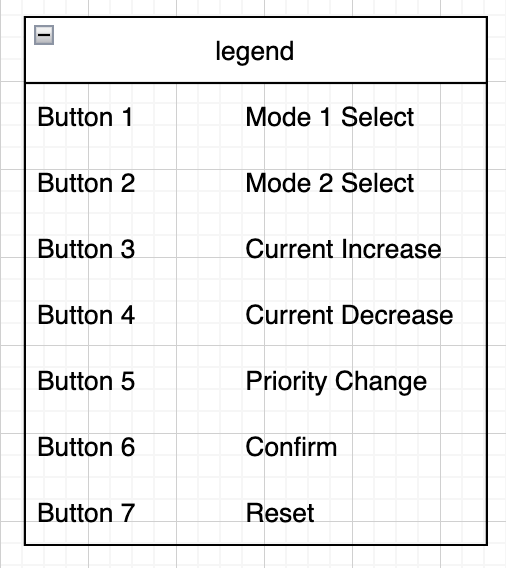 legend
Button 1 Mode 1 Select
Button 2 Mode 2 Select
Button 3 Current Increase
Button 4 Current Decrease
Button 5 Priority Change
Button 6 Confirm
Button 7 Reset